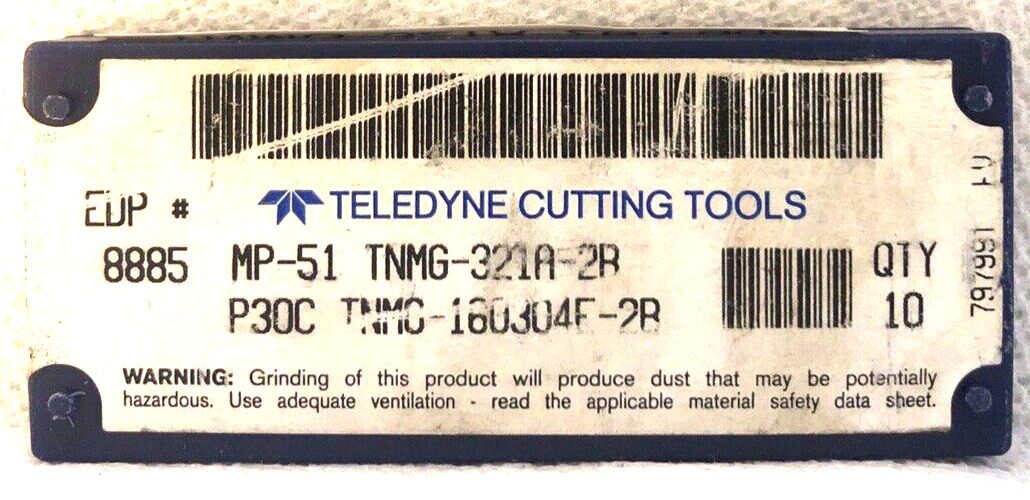 TELEDYNE CUTTING TOOLS
EDP #
8885 MP-51 TNMG-321A-2B QTY
P30C TNMG-160304E-2B 10
797991
WARNING: Grinding of this product will produce dust that may be potentially
hazardous. Use adequate ventilation - read the applicable material safety data sheet.